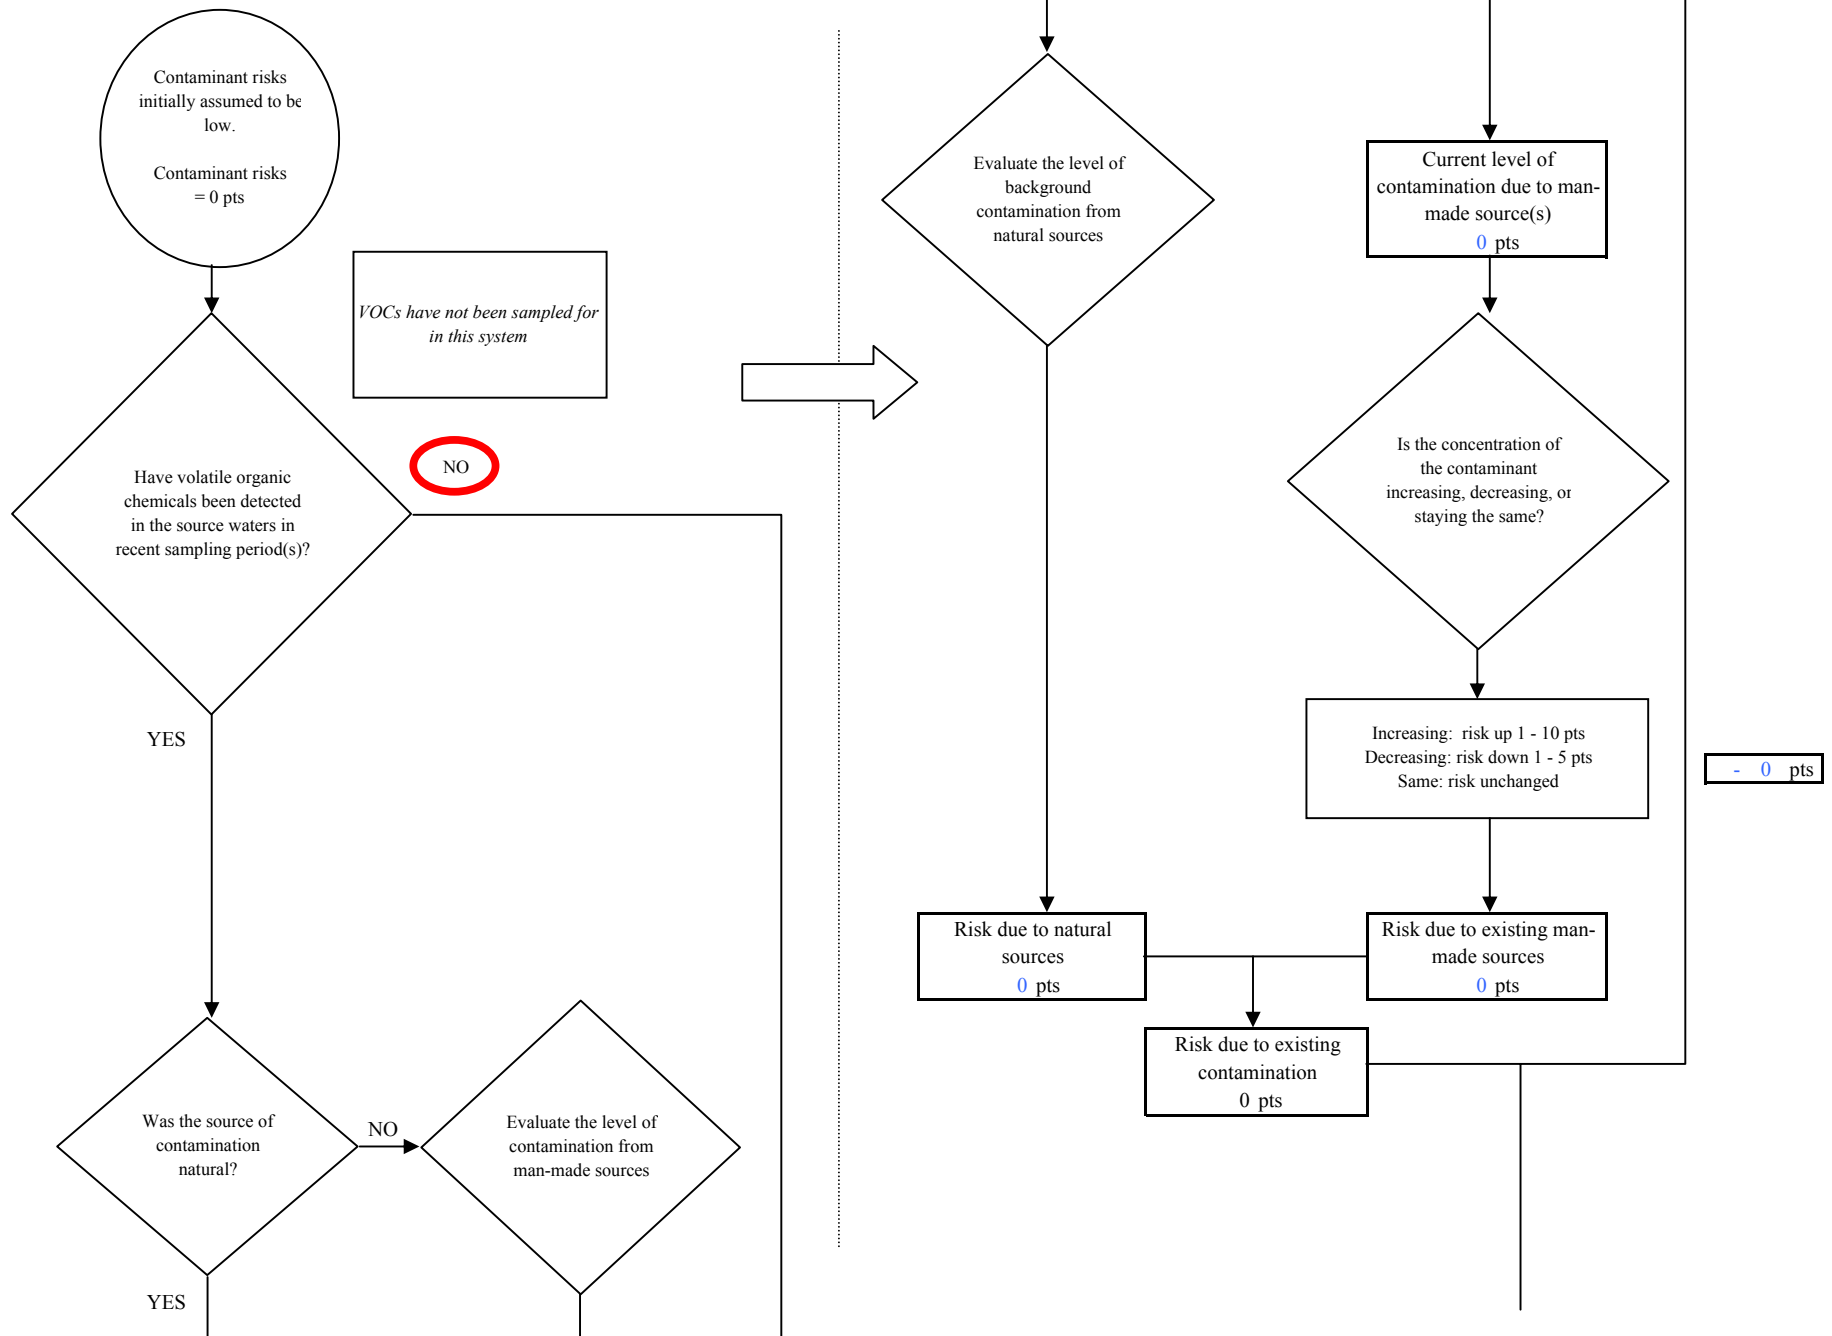 Contaminant risks
initially assumed to be
low.
Contaminant risks
= 0 pts
VOCs have not been sampled for
in this system
NO
Have volatile organic
chemicals been detected
in the source waters in
recent sampling period(s)?
YES
Was the source of
contamination
natural?
NO
Evaluate the level of
contamination from
man-made sources
YES
Evaluate the level of
background
contamination from
natural sources
Current level of
contamination due to man-
made source(s)
0 pts
Is the concentration of
the contaminant
increasing, decreasing, or
staying the same?
Increasing: risk up 1 - 10 pts
Decreasing: risk down 1 - 5 pts
Same: risk unchanged
- 0 pts
Risk due to natural
sources
0 pts
Risk due to existing man-
made sources
0 pts
Risk due to existing
contamination
0 pts